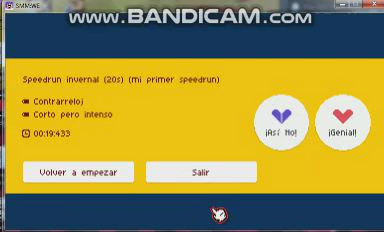 SMM:WE
www.BANDICAM.com
Speedrun invernal (20s) (mi primer speedrun)
Contrarreloj
Corto pero intenso
00:19:433
¡Así No!
¡Genial!
Volver a empezar
Salir